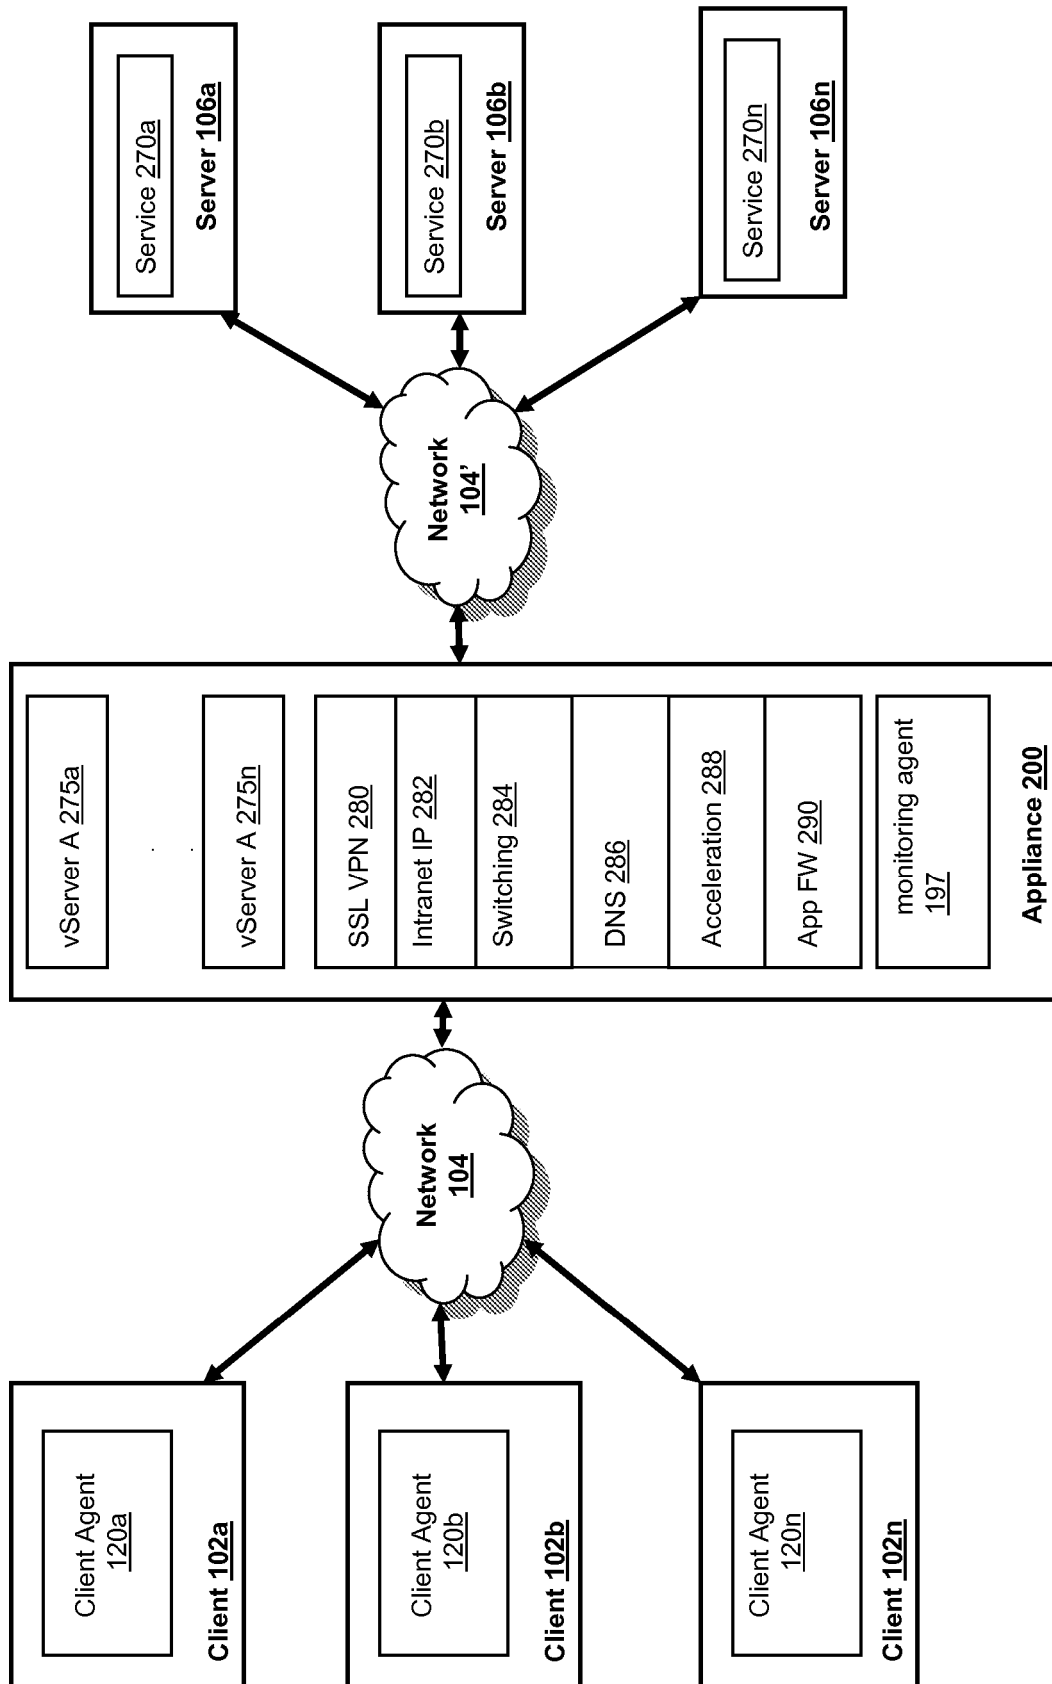 Client Agent
120a
Client 102a
Client Agent
120b
Client 102b
Client Agent
120n
Client 102n
Network
104
vServer A 275a
vServer A 275n
SSL VPN 280
Intranet IP 282
Switching 284
DNS 286
Acceleration 288
App FW 290
monitoring agent
197
Appliance 200
Network
104'
Service 270a
Server 106a
Service 270b
Server 106b
Service 270n
Server 106n